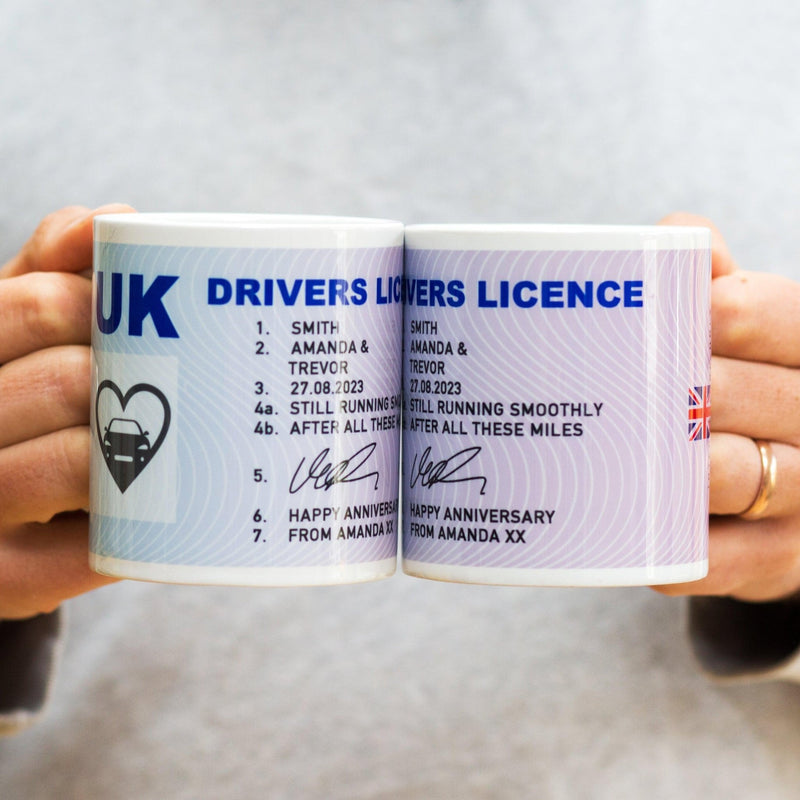 UK DRIVERS LIC
1. SMITH
2. AMANDA &
TREVOR
3. 27.08.2023
4a. STILL RUNNING
4b. AFTER ALL THESE
5.
6. HAPPY ANNIVERSARY
7. FROM AMANDA XX
VERS LICENCE
SMITH
AMANDA &
TREVOR
27.08.2023
STILL RUNNING SMOOTHLY
AFTER ALL THESE MILES
HAPPY ANNIVERSARY
FROM AMANDA XX